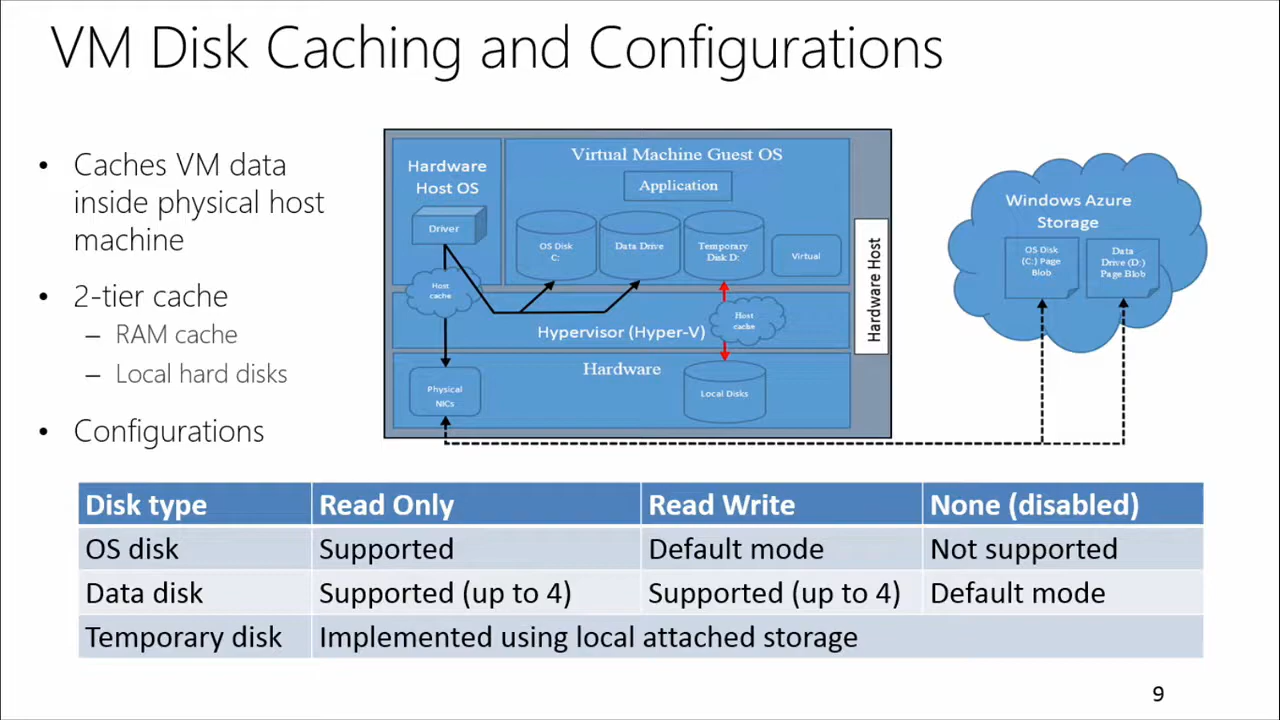 VM Disk Caching and Configurations
• Caches VM data
inside physical host
machine
• 2-tier cache
– RAM cache
– Local hard disks
• Configurations
Hardware
Host OS
Driver
Host
cache
Virtual Machine Guest OS
Application
OS Disk
C:
Data Drive
Temporary
Disk D:
Virtual
Hypervisor (Hyper-V)
Host
cache
Hardware
Physical
NICs
Local Disks
Hardware Host
Windows Azure
Storage
OS Disk
(C:) Page
Blob
Data
Drive (D:)
Page Blob
Disk type Read Only Read Write None (disabled)
OS disk Supported Default mode Not supported
Data disk Supported (up to 4) Supported (up to 4) Default mode
Temporary disk Implemented using local attached storage
9